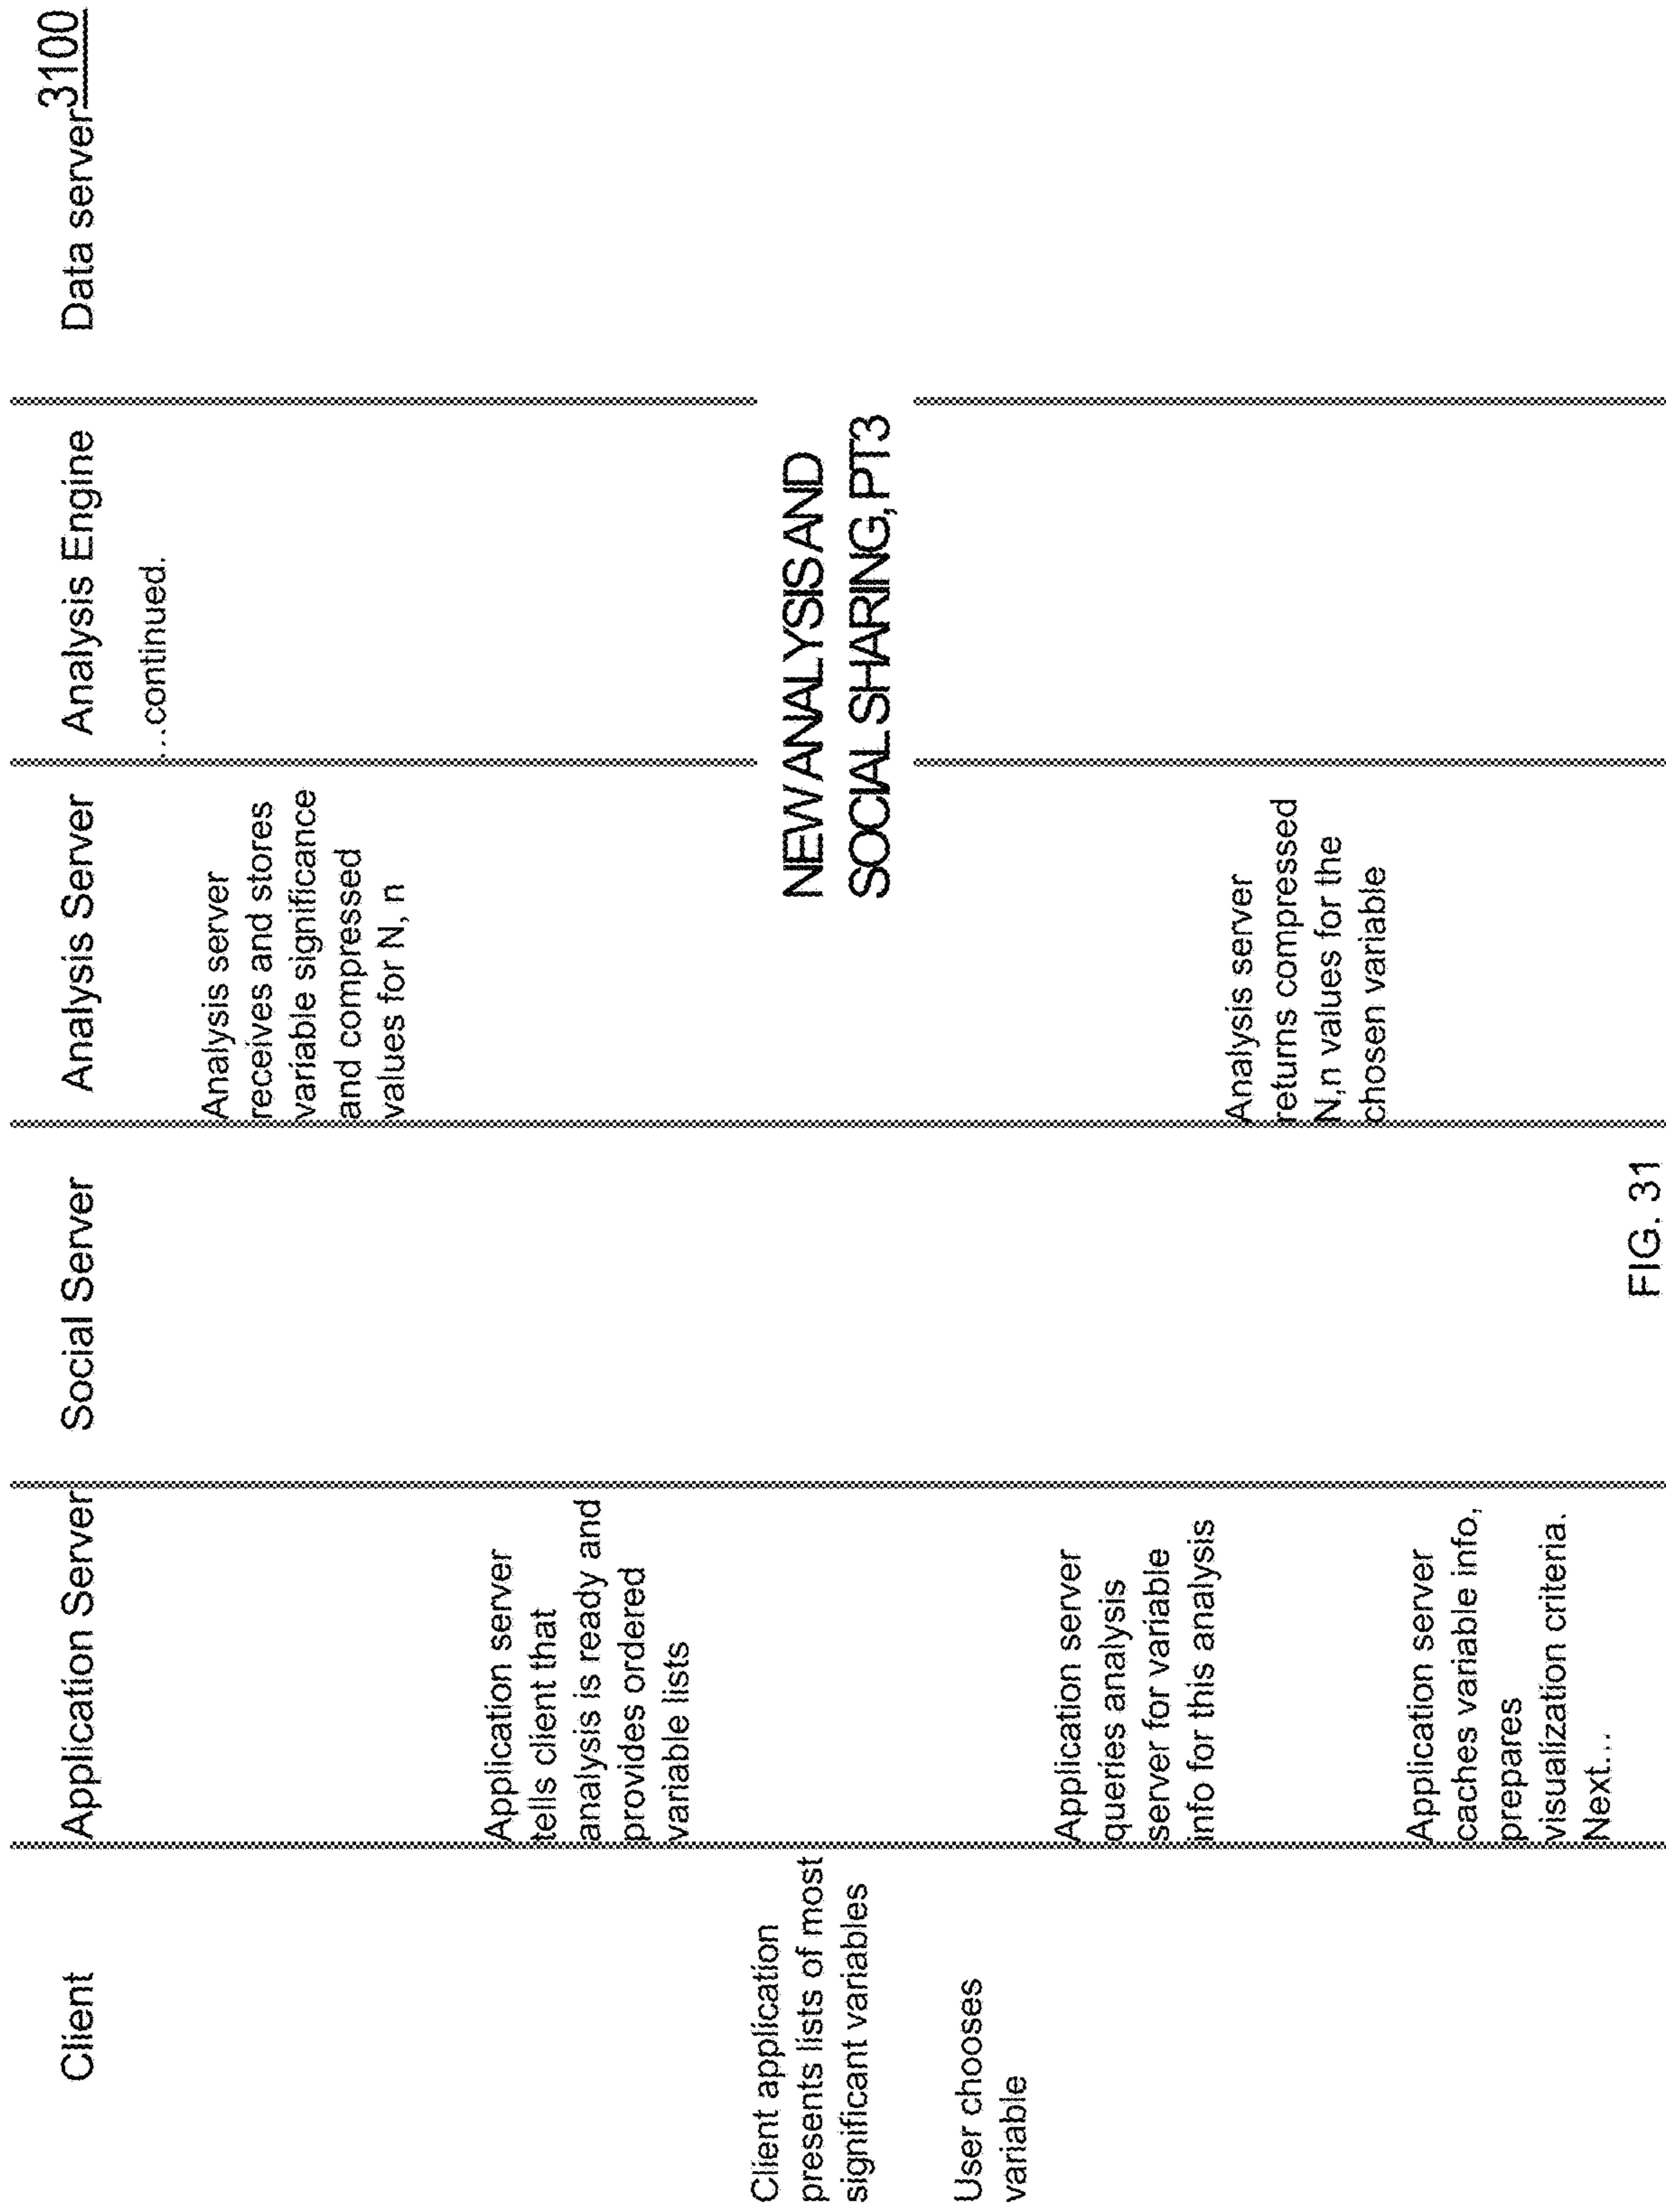 3100
Client
Application Server
Social Server
Analysis Server
Analysis Engine
Data server
...continued.
Analysis server
receives and stores
variable significance
and compressed
values for N, n
Application server
tells client that
analysis is ready and
provides ordered
variable lists
Client application
presents lists of most
significant variables
NEW ANALYSIS AND
SOCIAL SHARING, PT3
User chooses
variable
Application server
queries analysis
server for variable
info for this analysis
Analysis server
returns compressed
N,n values for the
chosen variable
Application server
caches variable info,
prepares
visualization criteria.
Next...
FIG. 31